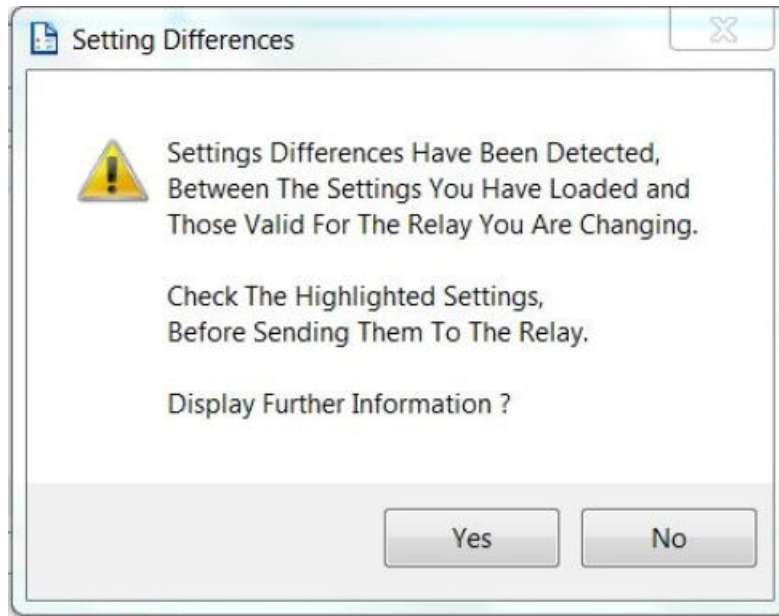 Setting Differences
Settings Differences Have Been Detected,
Between The Settings You Have Loaded and
Those Valid For The Relay You Are Changing.
Check The Highlighted Settings,
Before Sending Them To The Relay.
Display Further Information ?
Yes
No